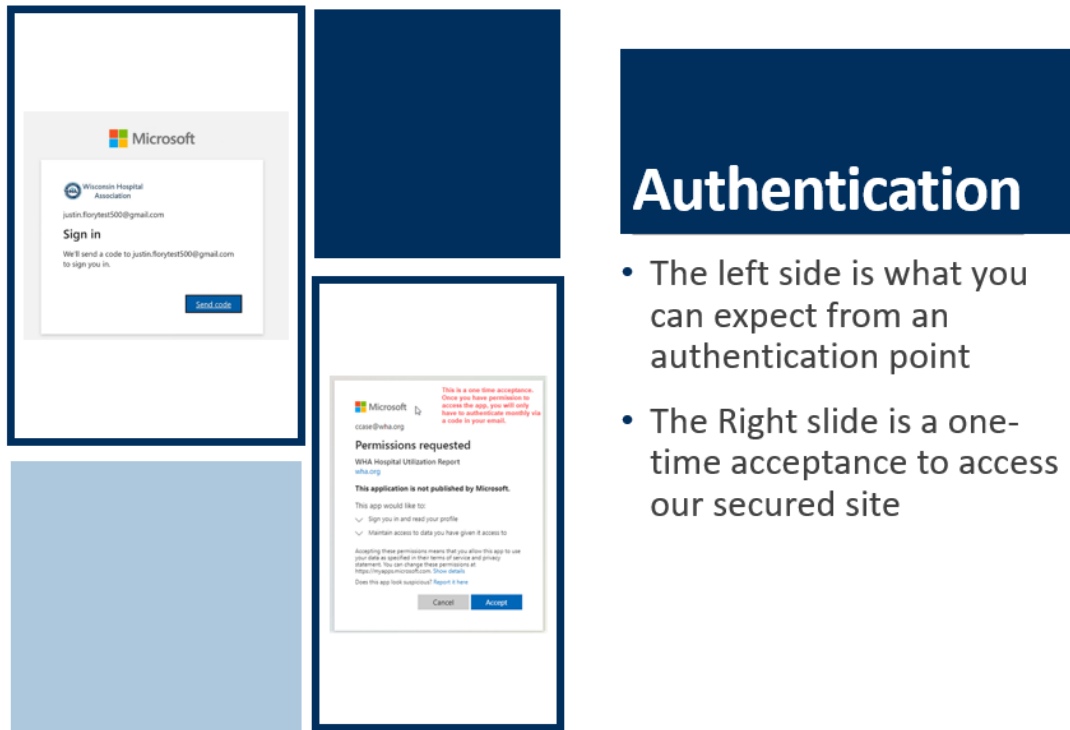 Microsoft
Wisconsin Hospital
Association
justin.florytest500@gmail.com
Sign in
We'll send a code to justin.florytest500@gmail.com
to sign you in.
Send code
This is a one time acceptance.
Once you have permission to
access the app, you will only
have to authenticate monthly via
a code in your email.
Microsoft
ccase@wha.org
Permissions requested
WHA Hospital Utilization Report
wha.org
This application is not published by Microsoft.
This app would like to:
Sign you in and read your profile
Maintain access to data you have given it access to
Accepting these permissions means that you allow this app to use
your data as specified in their terms of service and privacy
statement. You can change these permissions at
https://myapps.microsoft.com. Show details
Does this app look suspicious? Report it here
Cancel
Accept
Authentication
• The left side is what you
can expect from an
authentication point
• The Right slide is a one-
time acceptance to access
our secured site